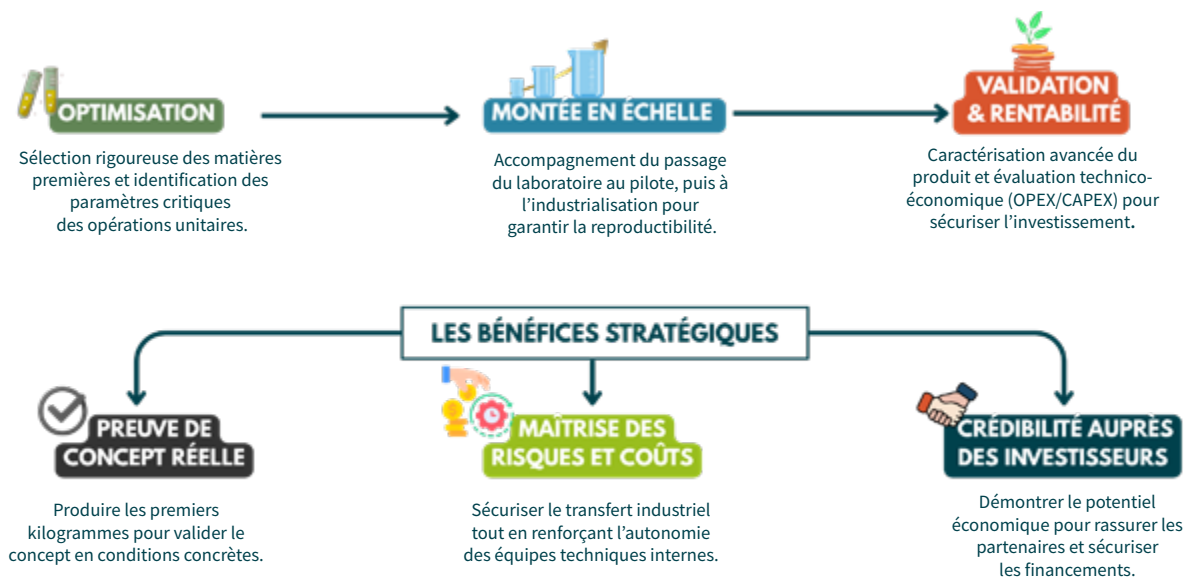 OPTIMISATION
Sélection rigoureuse des matières
premières et identification des
paramètres critiques
des opérations unitaires.
MONTÉE EN ÉCHELLE
Accompagnement du passage
du laboratoire au pilote, puis à
l’industrialisation pour
garantir la reproductibilité.
VALIDATION
& RENTABILITÉ
Caractérisation avancée du
produit et évaluation technico-
économique (OPEX/CAPEX) pour
sécuriser l’investissement.
LES BÉNÉFICES STRATÉGIQUES
PREUVE DE
CONCEPT RÉELLE
Produire les premiers
kilogrammes pour valider le
concept en conditions concrètes.
MAÎTRISE DES
RISQUES ET COÛTS
Sécuriser le transfert industriel
tout en renforçant l’autonomie
des équipes techniques internes.
CRÉDIBILITÉ AUPRÈS
DES INVESTISSEURS
Démontrer le potentiel
économique pour rassurer les
partenaires et sécuriser
les financements.